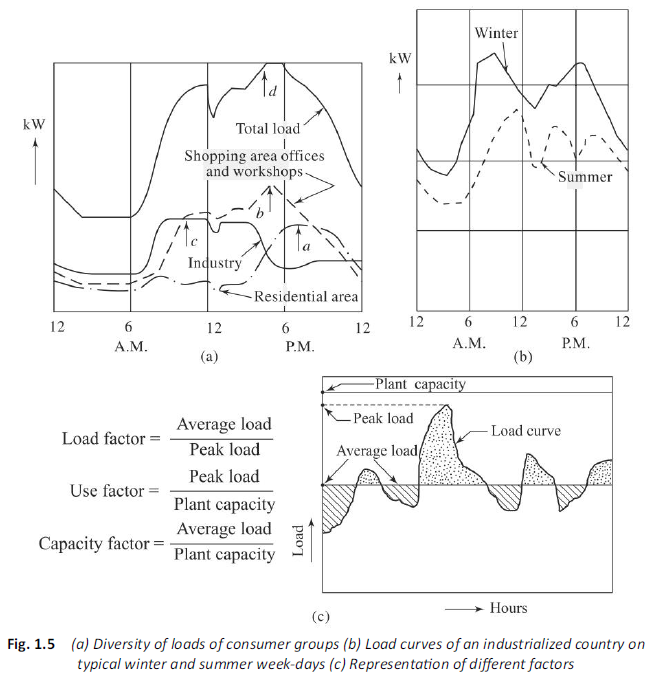 kW
d
Total load
Shopping area offices
and workshops
b
c
a
Industry
Residential area
12 6 12 6 12
A.M. P.M.
(a)
kW
Winter
Summer
12 6 12 6 12
A.M. P.M.
(b)
Load factor = Average load / Peak load
Use factor = Peak load / Plant capacity
Capacity factor = Average load / Plant capacity
Plant capacity
Peak load
Load curve
Average load
Load
Hours
(c)
Fig. 1.5 (a) Diversity of loads of consumer groups (b) Load curves of an industrialized country on
typical winter and summer week-days (c) Representation of different factors